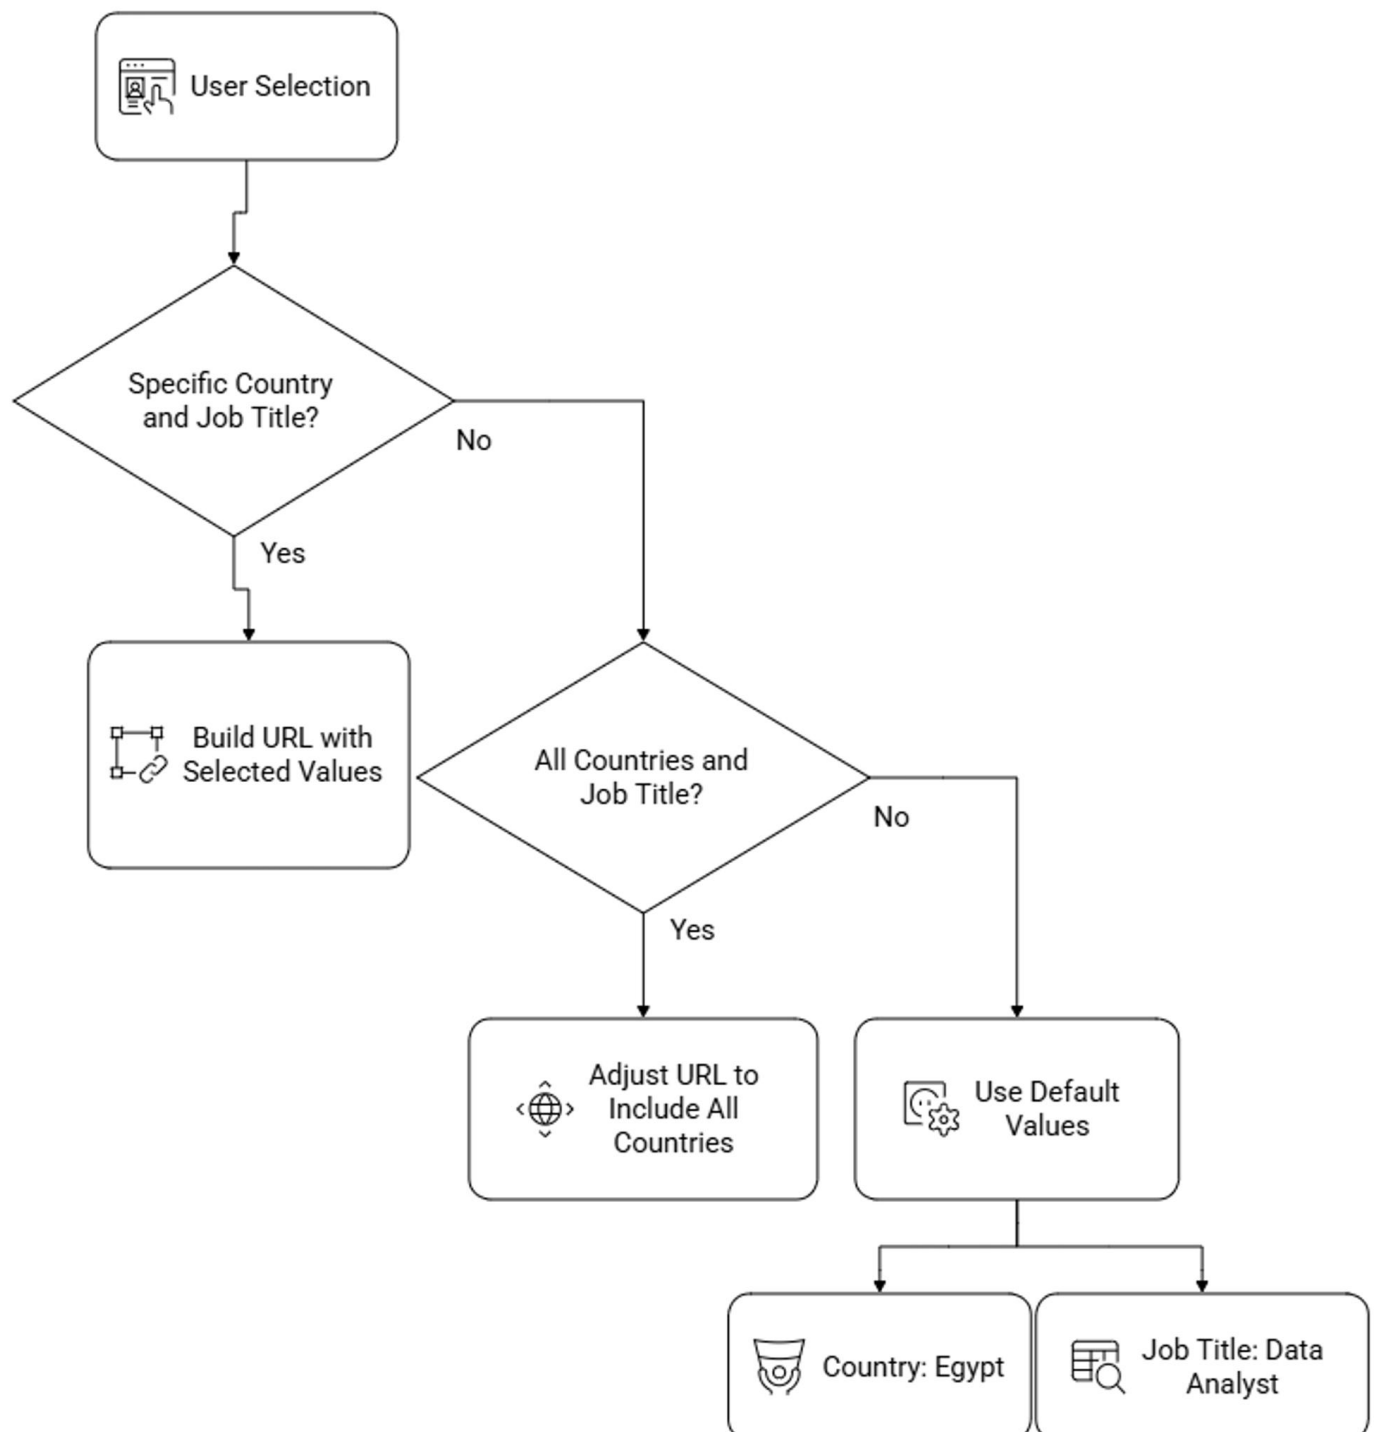 User Selection
Specific Country
and Job Title?
No
Yes
Build URL with
Selected Values
All Countries and
Job Title?
No
Yes
Adjust URL to
Include All
Countries
Use Default
Values
Country: Egypt
Job Title: Data
Analyst